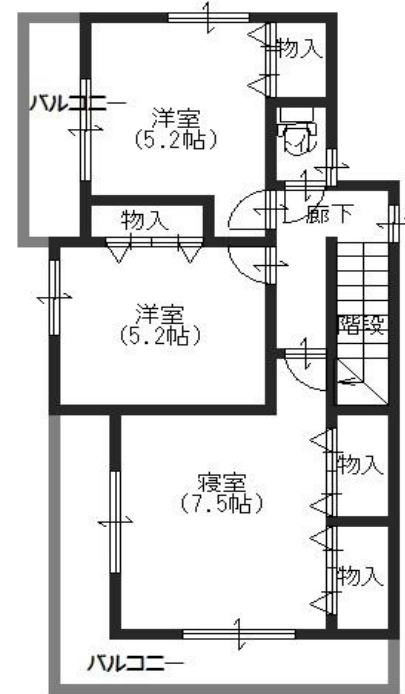 物入
バルコニー
洋室
(5.2帖)
トイレ
物入
廊下
洋室
(5.2帖)
階段
物入
寝室
(7.5帖)
物入
バルコニー